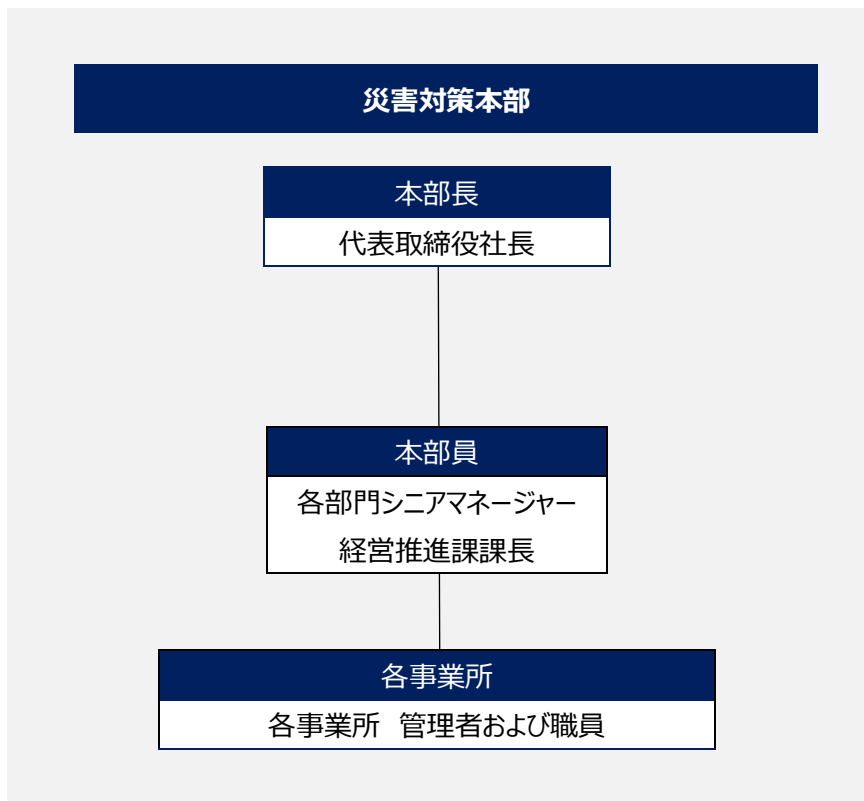 災害対策本部
本部長
代表取締役社長
本部員
各部門シニアマネージャー
経営推進課課長
各事業所
各事業所　管理者および職員